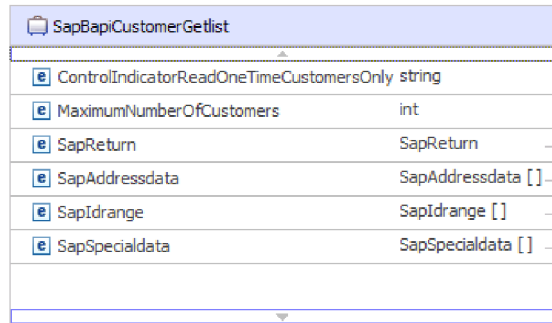 SapBapiCustomerGetlist
e ControlIndicatorReadOneTimeCustomersOnly string
e MaximumNumberOfCustomers int
e SapReturn SapReturn
e SapAddressdata SapAddressdata []
e SapIdrange SapIdrange []
e SapSpecialdata SapSpecialdata []